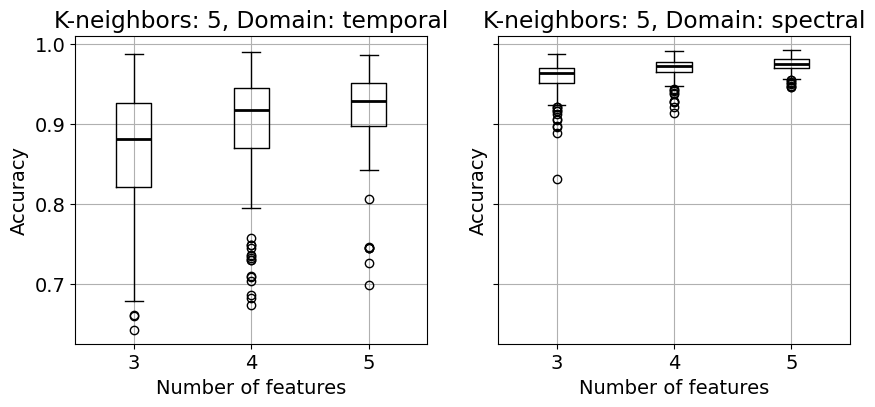 K-neighbors: 5, Domain: temporal
1.0
0.9
0.8
0.7
Accuracy
3 4 5
Number of features
K-neighbors: 5, Domain: spectral
Accuracy
3 4 5
Number of features